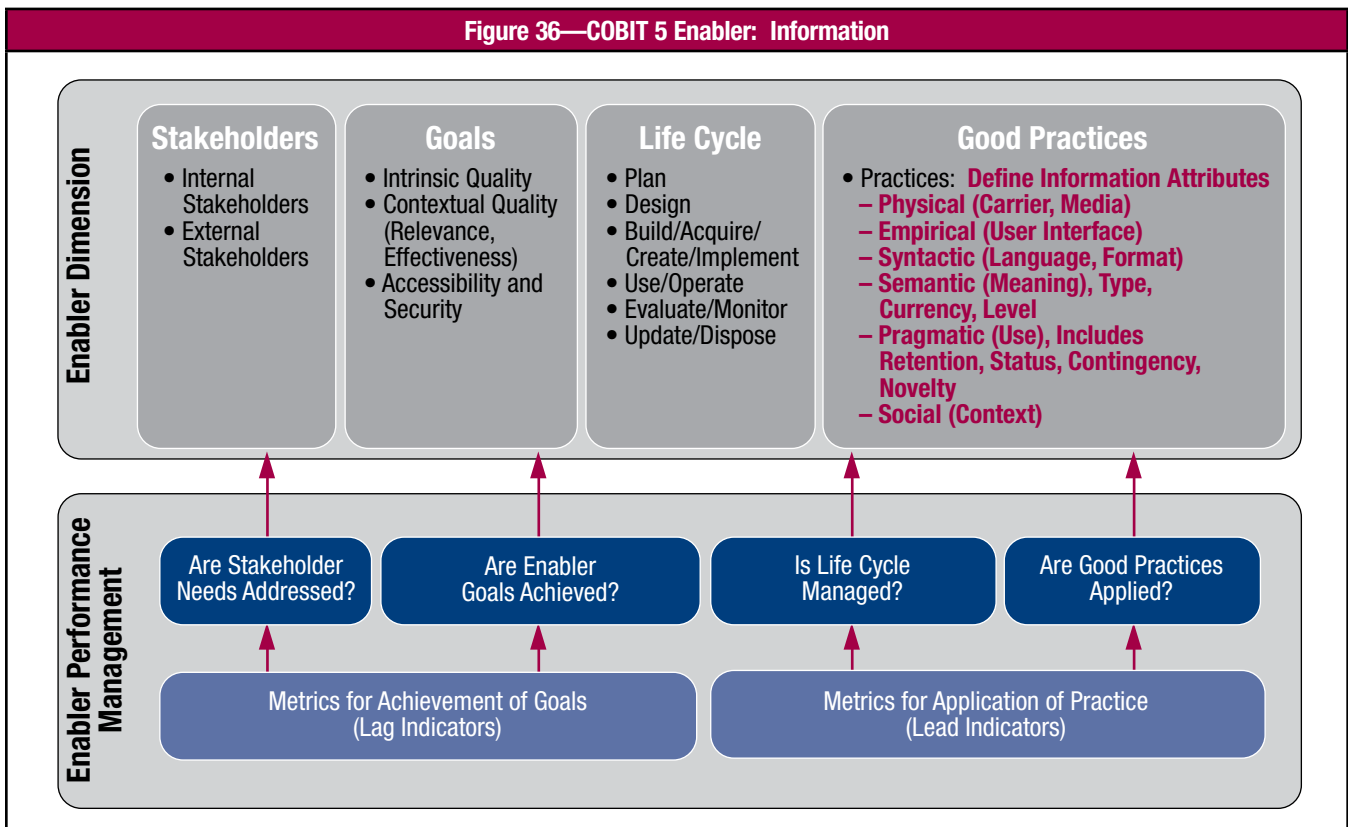 Figure 36—COBIT 5 Enabler: Information
Enabler Dimension
Stakeholders
• Internal
Stakeholders
• External
Stakeholders
Goals
• Intrinsic Quality
• Contextual Quality
(Relevance,
Effectiveness)
• Accessibility and
Security
Life Cycle
• Plan
• Design
• Build/Acquire/
Create/Implement
• Use/Operate
• Evaluate/Monitor
• Update/Dispose
Good Practices
• Practices: Define Information Attributes
– Physical (Carrier, Media)
– Empirical (User Interface)
– Syntactic (Language, Format)
– Semantic (Meaning), Type,
Currency, Level
– Pragmatic (Use), Includes
Retention, Status, Contingency,
Novelty
– Social (Context)
Enabler Performance
Management
Are Stakeholder
Needs Addressed?
Are Enabler
Goals Achieved?
Is Life Cycle
Managed?
Are Good Practices
Applied?
Metrics for Achievement of Goals
(Lag Indicators)
Metrics for Application of Practice
(Lead Indicators)